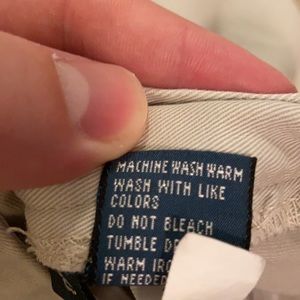 MACHINE WASH WARM
WASH WITH LIKE
COLORS
DO NOT BLEACH
TUMBLE
WARM
IF NEEDED